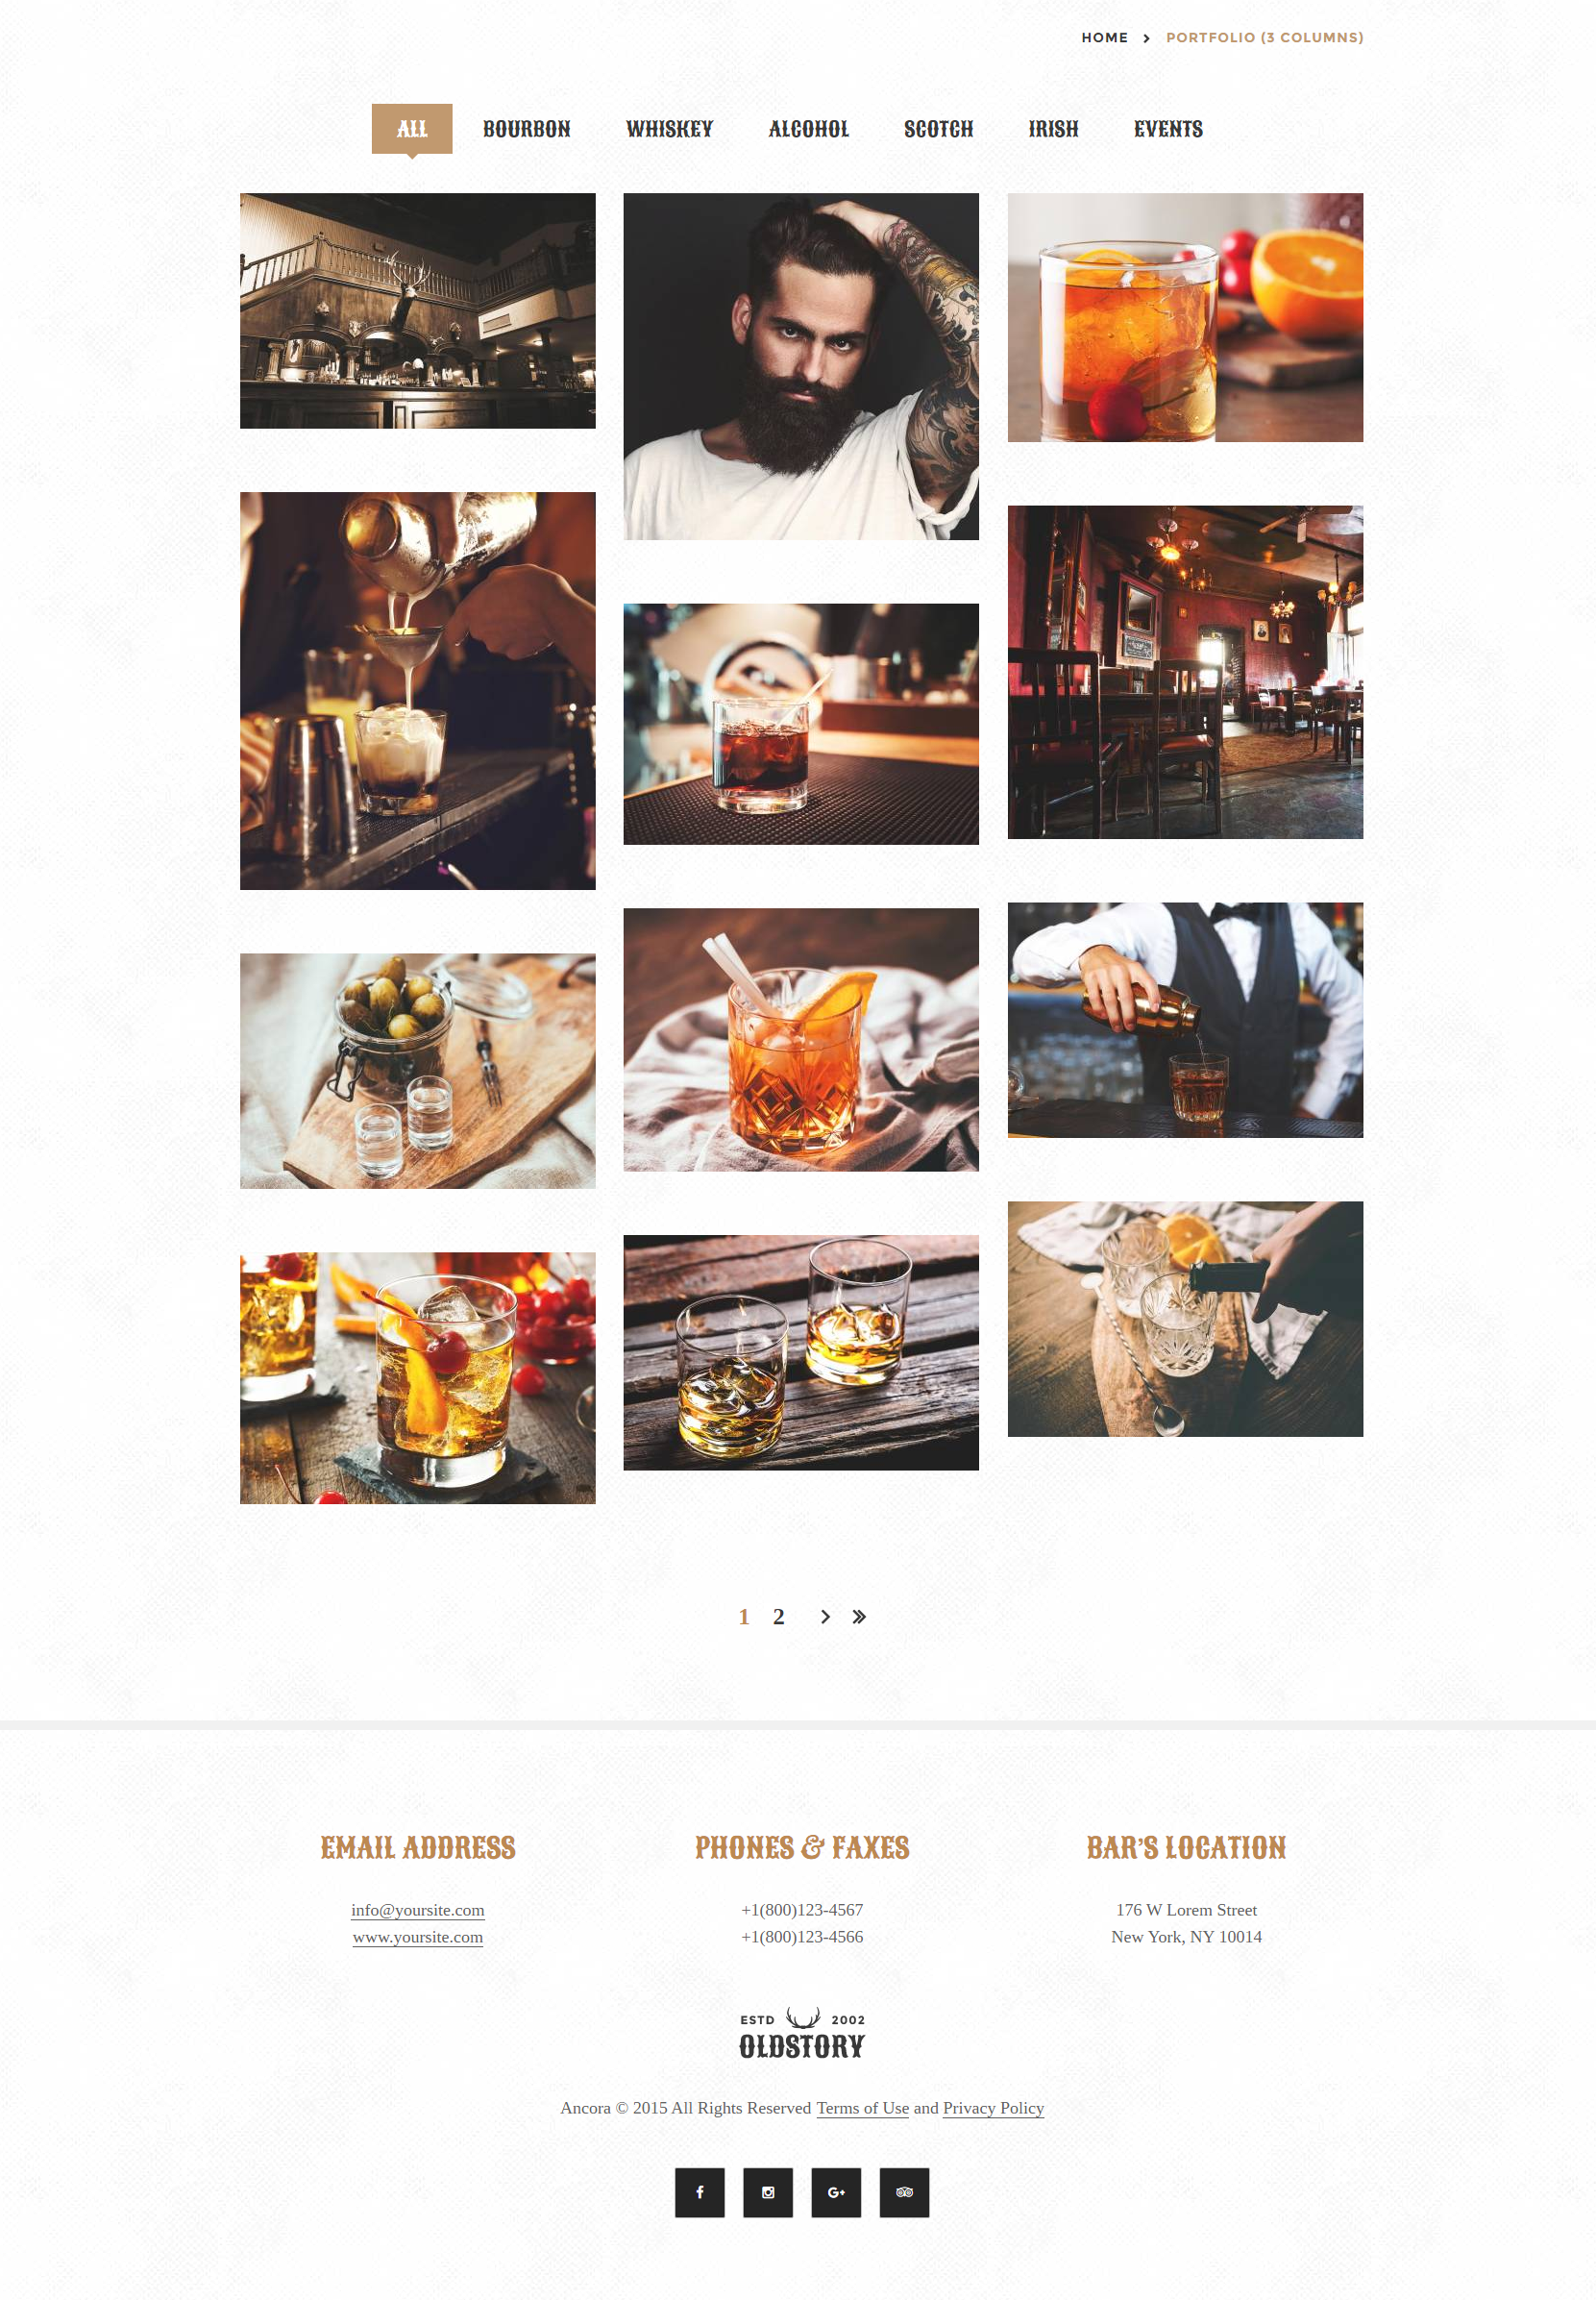 HOME > PORTFOLIO (3 COLUMNS)
ALL BOURBON WHISKEY ALCOHOL SCOTCH IRISH EVENTS
1 2
EMAIL ADDRESS
info@yoursite.com
www.yoursite.com
PHONES & FAXES
+1(800)123-4567
+1(800)123-4566
BAR'S LOCATION
176 W Lorem Street
New York, NY 10014
ESTD 2002
OLDSTORY
Ancora © 2015 All Rights Reserved Terms of Use and Privacy Policy